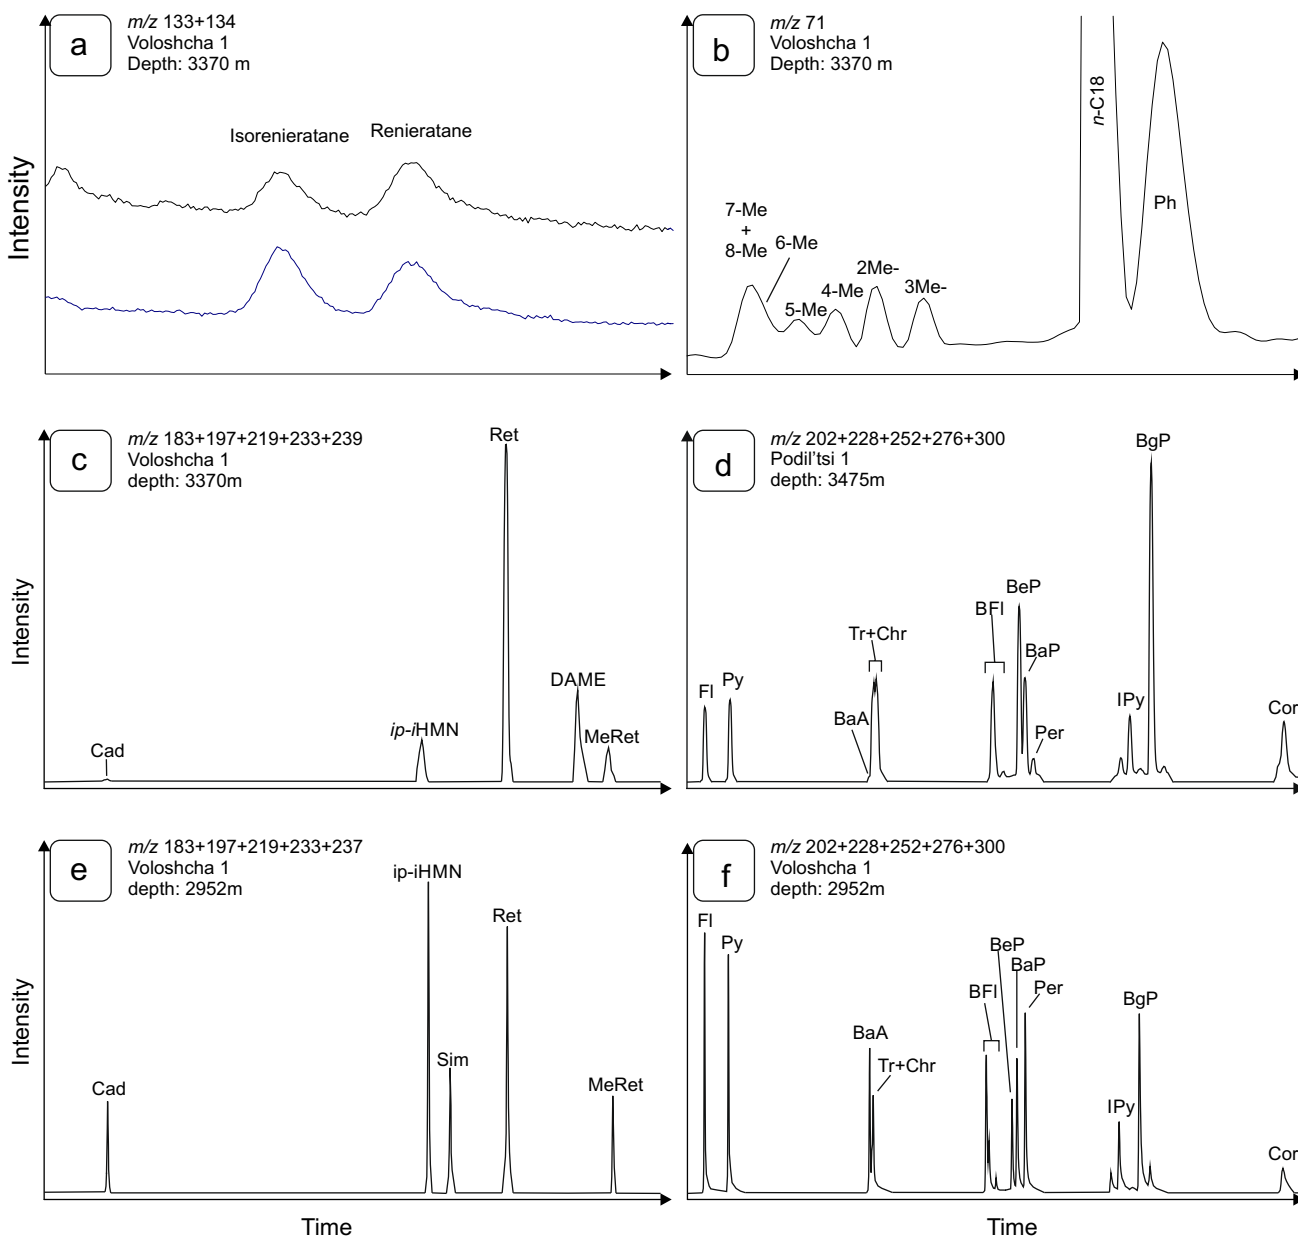 a
m/z 133+134
Voloshcha 1
Depth: 3370 m
Isorenieratane
Renieratane
Intensity
b
m/z 71
Voloshcha 1
Depth: 3370 m
7-Me
+
8-Me
6-Me
5-Me
4-Me
2Me-
3Me-
n-C18
Ph
c
m/z 183+197+219+233+239
Voloshcha 1
depth: 3370m
Cad
ip-iHMN
Ret
DAME
MeRet
Intensity
d
m/z 202+228+252+276+300
Podil'tsi 1
depth: 3475m
Fl
Py
BaA
Tr+Chr
BFl
BeP
BaP
Per
IPy
BgP
Cor
e
m/z 183+197+219+233+237
Voloshcha 1
depth: 2952m
Cad
ip-iHMN
Sim
Ret
MeRet
Intensity
Time
f
m/z 202+228+252+276+300
Voloshcha 1
depth: 2952m
Fl
Py
BaA
Tr+Chr
BFl
BeP
BaP
Per
IPy
BgP
Cor
Time